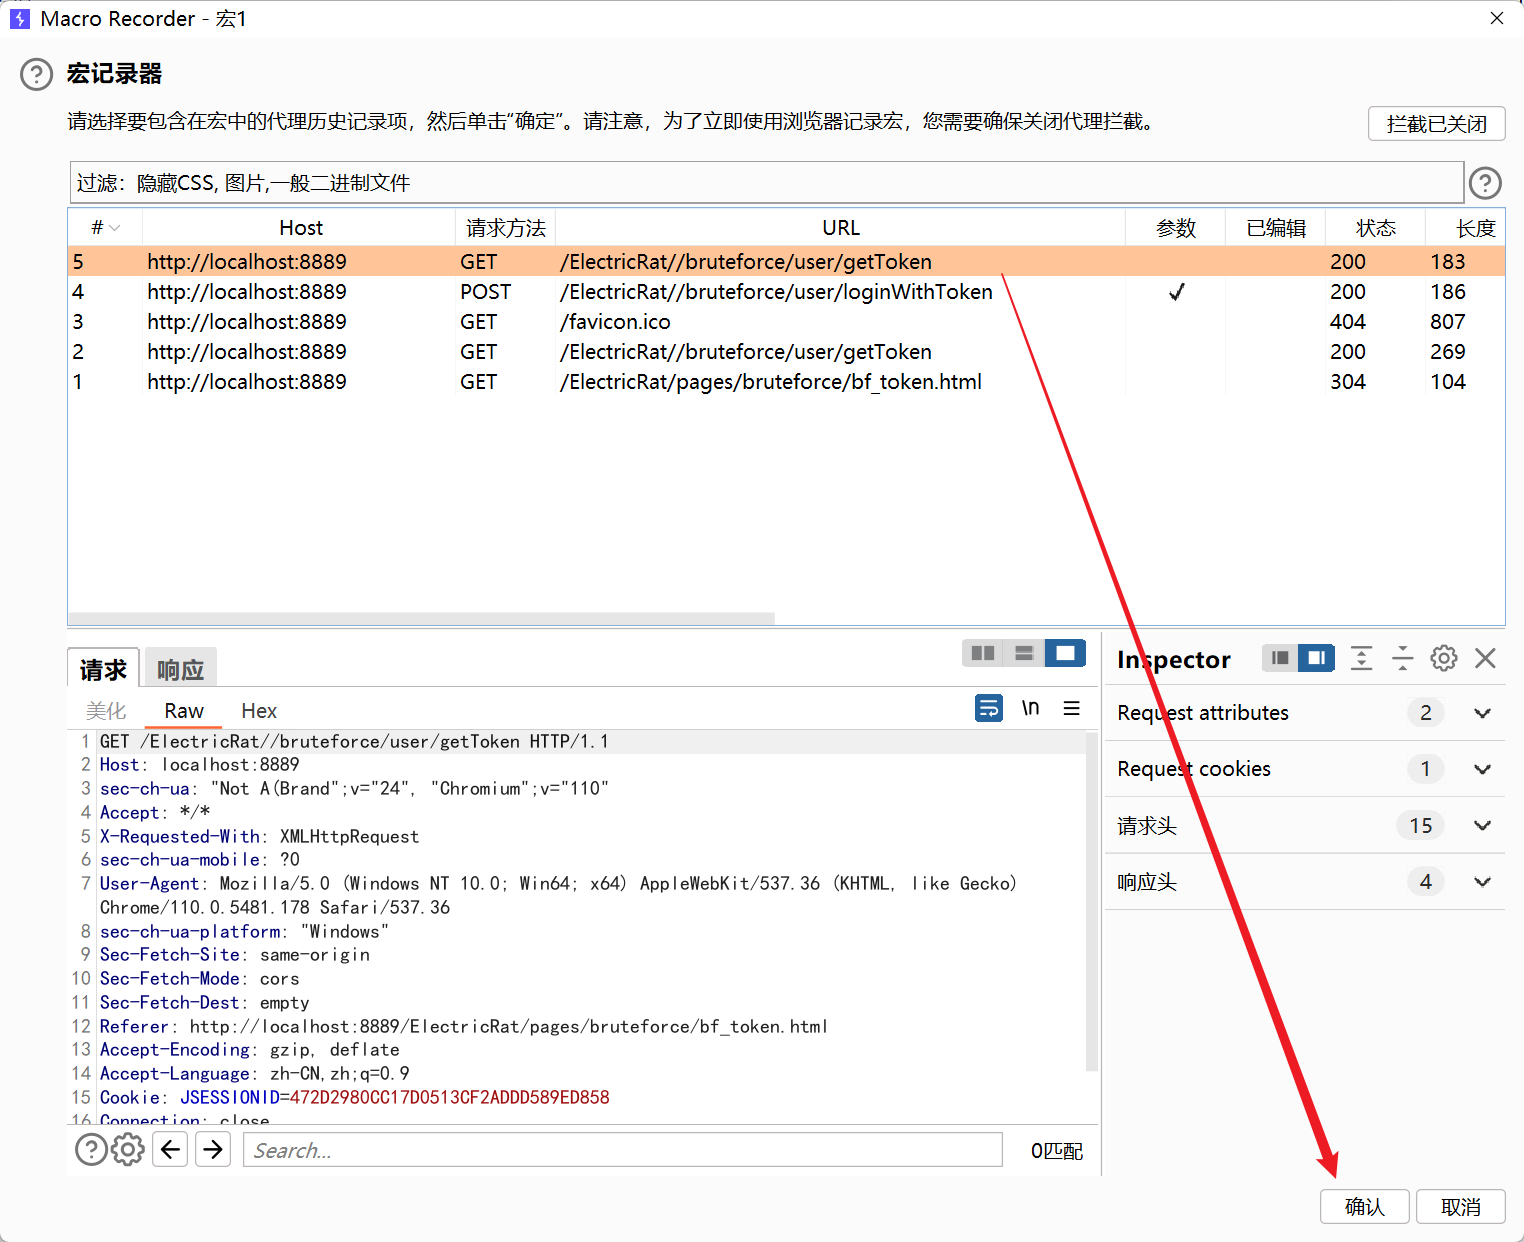 Macro Recorder - 宏1
宏记录器
请选择要包含在宏中的代理历史记录项，然后单击“确定”。请注意，为了立即使用浏览器记录宏，您需要确保关闭代理拦截。
拦截已关闭
过滤：隐藏CSS, 图片,一般二进制文件
# Host 请求方法 URL 参数 已编辑 状态 长度
5 http://localhost:8889 GET /ElectricRat//bruteforce/user/getToken 200 183
4 http://localhost:8889 POST /ElectricRat//bruteforce/user/loginWithToken ✓ 200 186
3 http://localhost:8889 GET /favicon.ico 404 807
2 http://localhost:8889 GET /ElectricRat//bruteforce/user/getToken 200 269
1 http://localhost:8889 GET /ElectricRat/pages/bruteforce/bf_token.html 304 104
请求 响应
美化 Raw Hex \n
1 GET /ElectricRat//bruteforce/user/getToken HTTP/1.1
2 Host: localhost:8889
3 sec-ch-ua: "Not A(Brand";v="24", "Chromium";v="110"
4 Accept: */*
5 X-Requested-With: XMLHttpRequest
6 sec-ch-ua-mobile: ?0
7 User-Agent: Mozilla/5.0 (Windows NT 10.0; Win64; x64) AppleWebKit/537.36 (KHTML, like Gecko)
Chrome/110.0.5481.178 Safari/537.36
8 sec-ch-ua-platform: "Windows"
9 Sec-Fetch-Site: same-origin
10 Sec-Fetch-Mode: cors
11 Sec-Fetch-Dest: empty
12 Referer: http://localhost:8889/ElectricRat/pages/bruteforce/bf_token.html
13 Accept-Encoding: gzip, deflate
14 Accept-Language: zh-CN,zh;q=0.9
15 Cookie: JSESSIONID=472D2980CC17D0513CF2ADDD589ED858
16 Connection: close
Search...
0匹配
Inspector
Request attributes 2
Request cookies 1
请求头 15
响应头 4
确认 取消